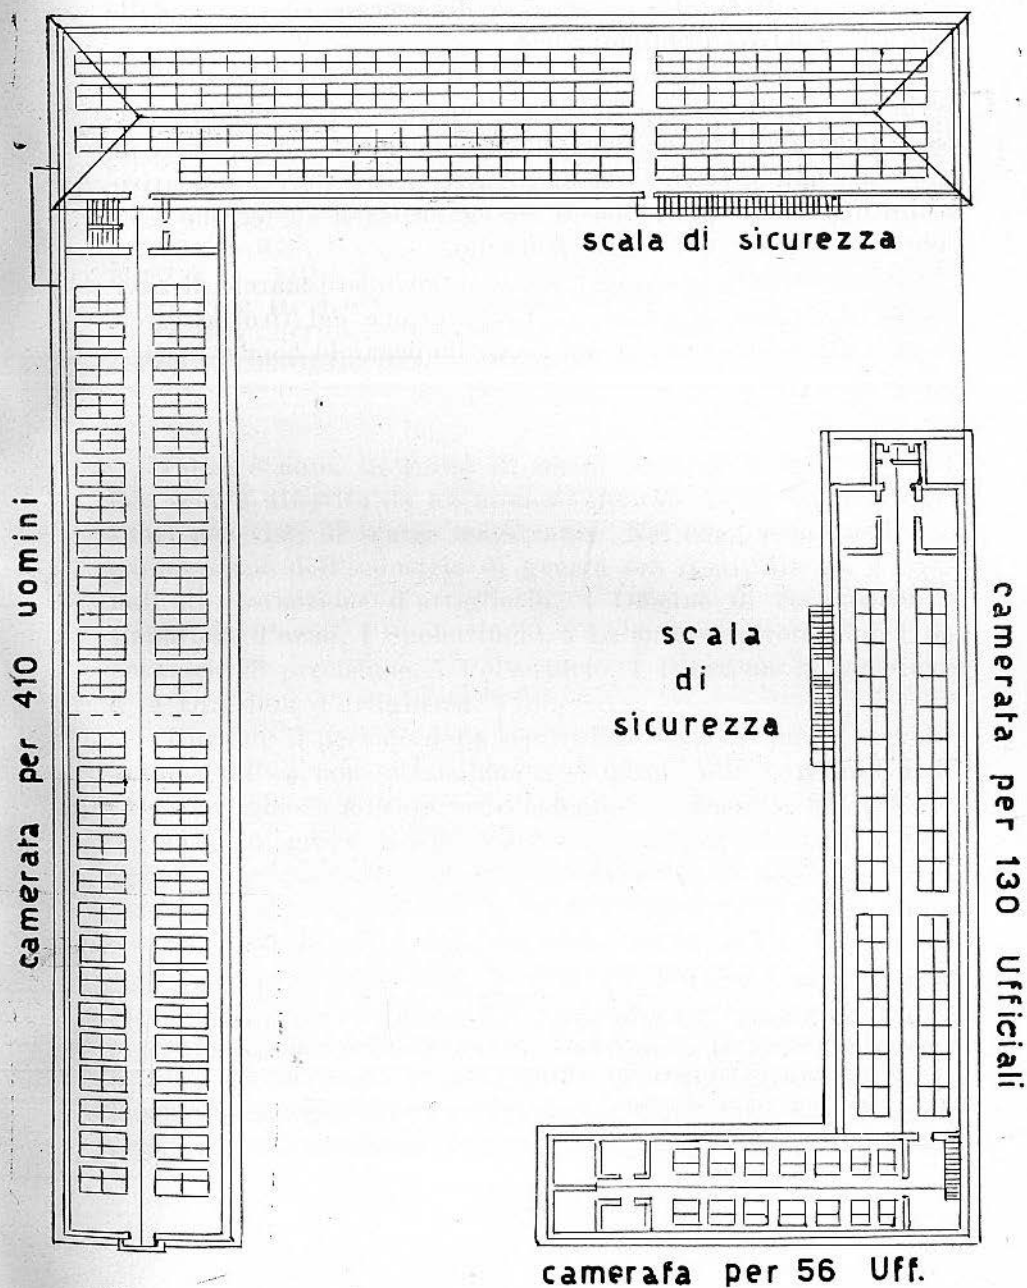 scala di sicurezza
camerata per 410 uomini
scala
di
sicurezza
camerata per 130 Ufficiali
camerafa per 56 Uff.